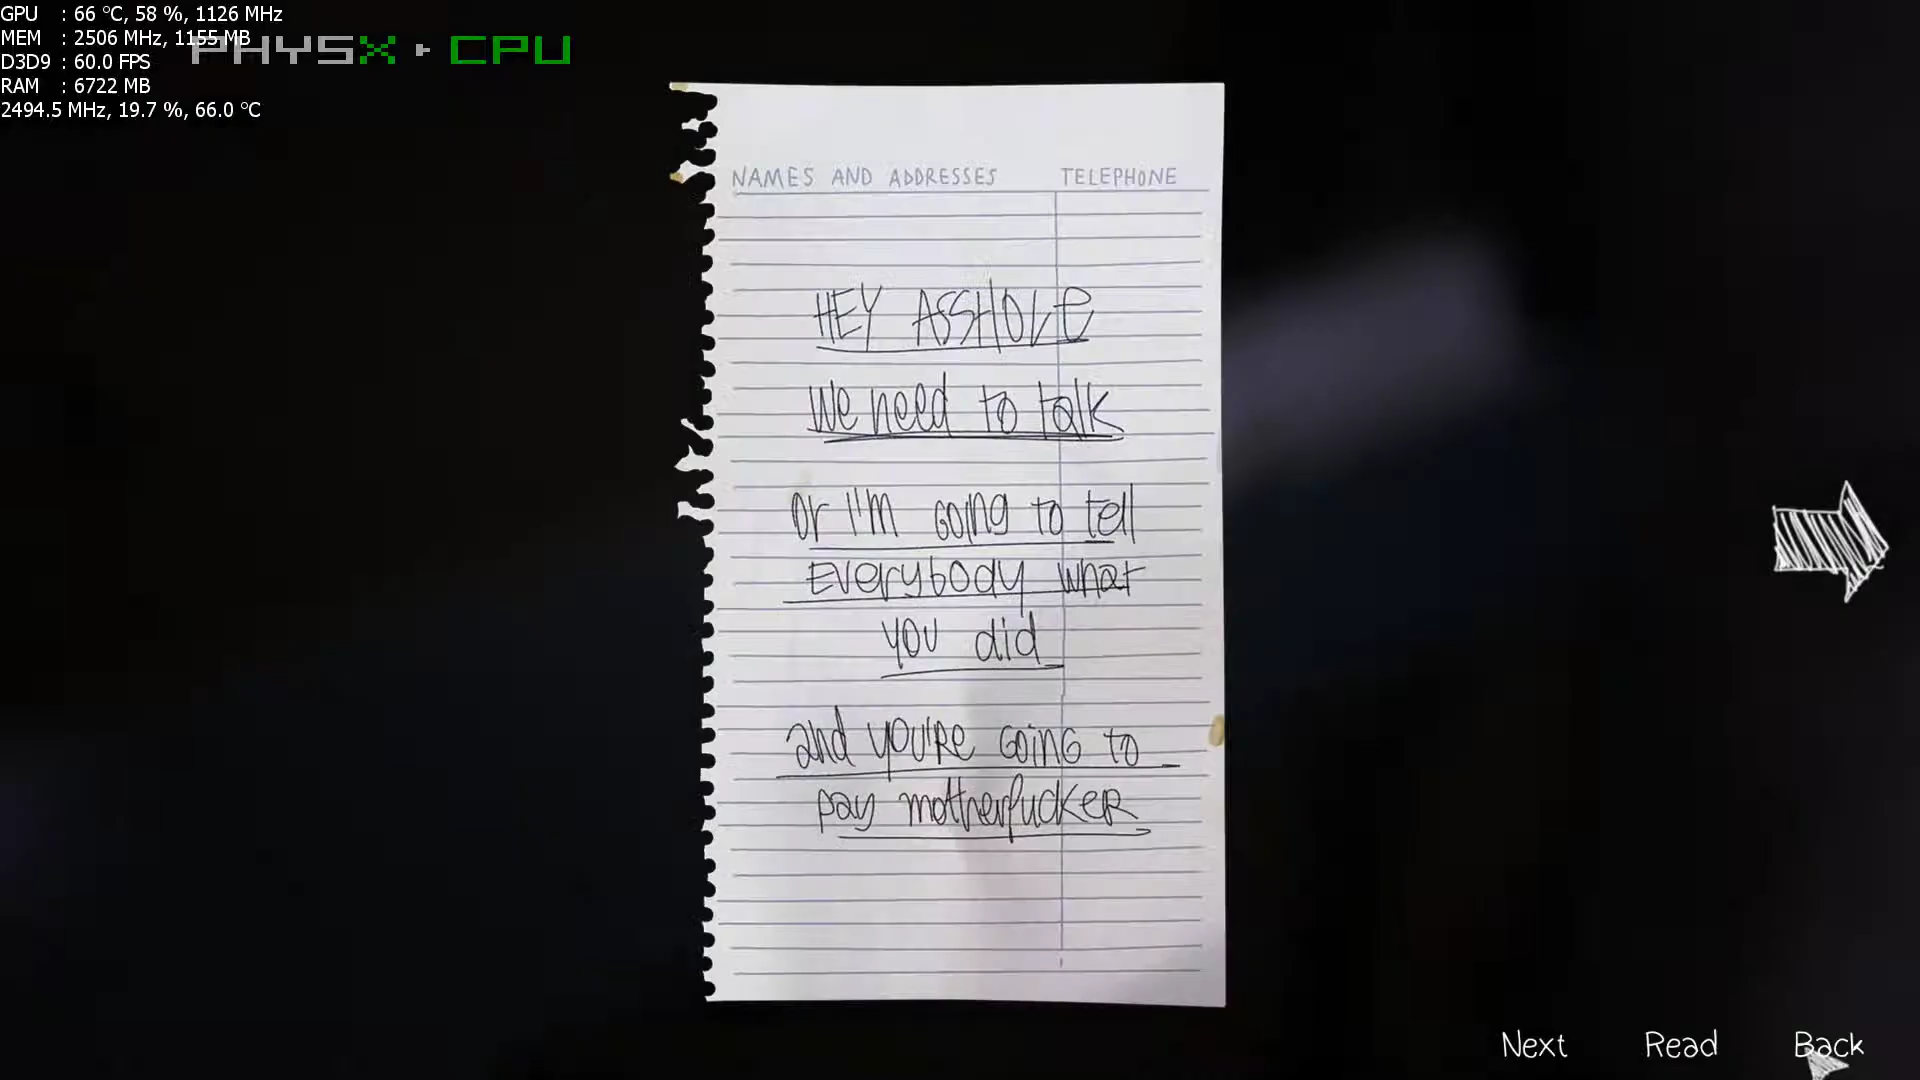 GPU : 66 °C, 58 %, 1126 MHz
MEM : 2506 MHz, 1155 MB
D3D9 : 60.0 FPS
RAM : 6722 MB
2494.5 MHz, 19.7 %, 66.0 °C
PHYSX ▸ CPU
NAMES AND ADDRESSES TELEPHONE
HEY ASSHOLE
We need to talk
Or I'm going to tell
Everybody what
you did
and you're going to
pay motherfucker
Next Read Back